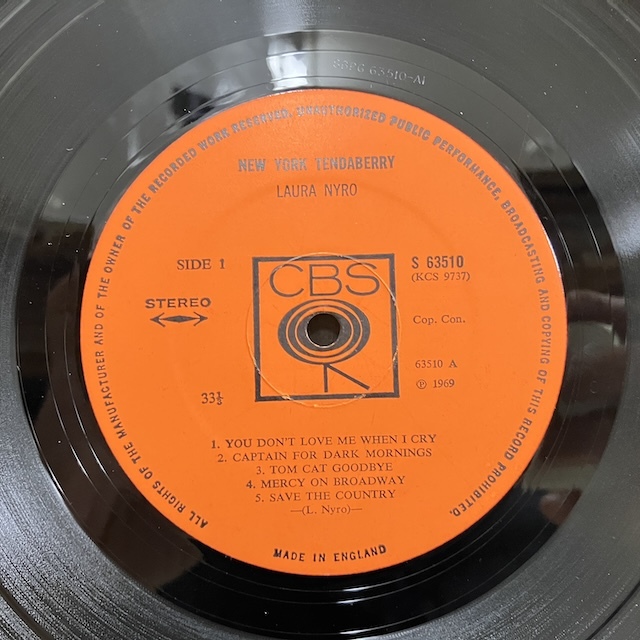 SBPG 63510-A1
ALL RIGHTS OF THE MANUFACTURER AND OF THE OWNER OF THE RECORDED WORK RESERVED. UNAUTHORIZED PUBLIC PERFORMANCE, BROADCASTING AND COPYING OF THIS RECORD PROHIBITED.
NEW YORK TENDABERRY
LAURA NYRO
SIDE 1
CBS
S 63510
(KCS 9737)
STEREO
Cop. Con.
63510 A
℗ 1969
33⅓
1. YOU DON'T LOVE ME WHEN I CRY
2. CAPTAIN FOR DARK MORNINGS
3. TOM CAT GOODBYE
4. MERCY ON BROADWAY
5. SAVE THE COUNTRY
—(L. Nyro)—
MADE IN ENGLAND